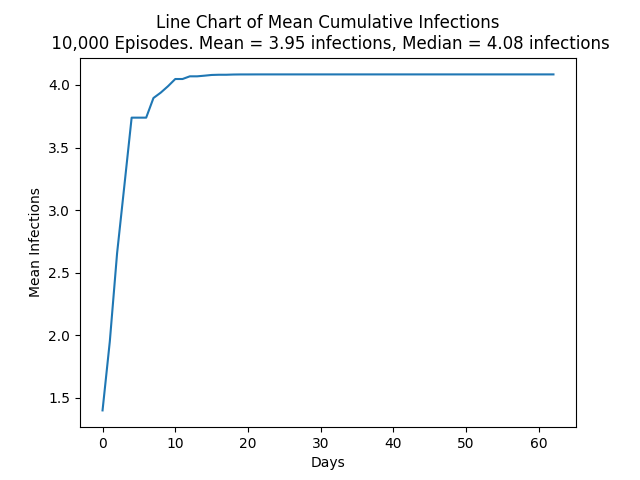 Line Chart of Mean Cumulative Infections
10,000 Episodes. Mean = 3.95 infections, Median = 4.08 infections
4.0
3.5
3.0
2.5
2.0
1.5
Mean Infections
0 10 20 30 40 50 60
Days